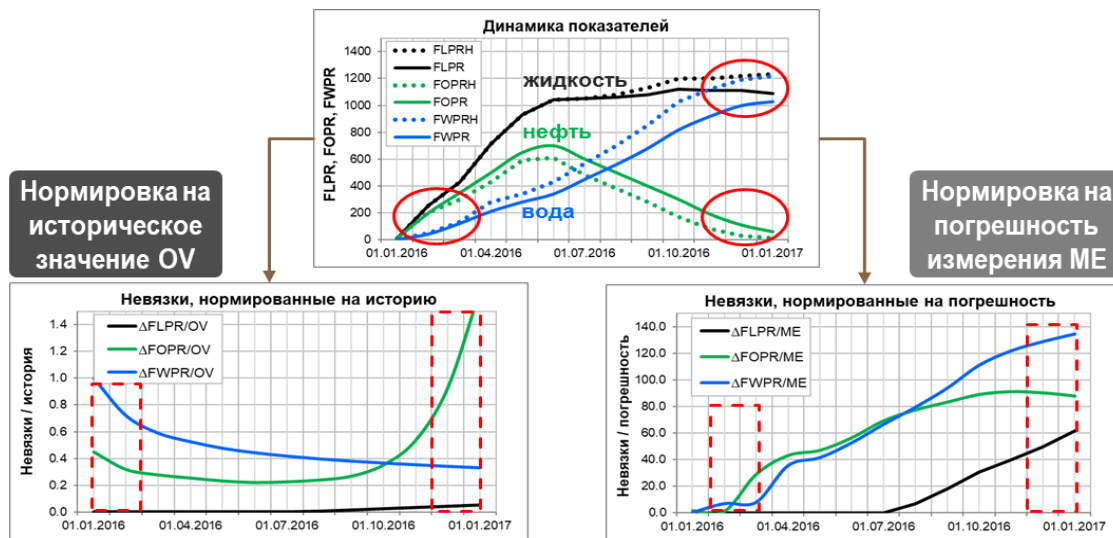 Динамика показателей
FLPR, FOPR, FWPR
1400
1200
1000
800
600
400
200
0
FLPRH
FLPR
FOPRH
FOPR
FWPRH
FWPR
жидкость
нефть
вода
01.01.2016
01.04.2016
01.07.2016
01.10.2016
01.01.2017
Нормировка на
историческое
значение OV
Нормировка на
погрешность
измерения ME
Невязки, нормированные на историю
Невязки / история
1.4
1.2
1.0
0.8
0.6
0.4
0.2
0.0
ΔFLPR/OV
ΔFOPR/OV
ΔFWPR/OV
01.01.2016
01.04.2016
01.07.2016
01.10.2016
01.01.2017
Невязки, нормированные на погрешность
Невязки / погрешность
140.0
120.0
100.0
80.0
60.0
40.0
20.0
0.0
ΔFLPR/ME
ΔFOPR/ME
ΔFWPR/ME
01.01.2016
01.04.2016
01.07.2016
01.10.2016
01.01.2017